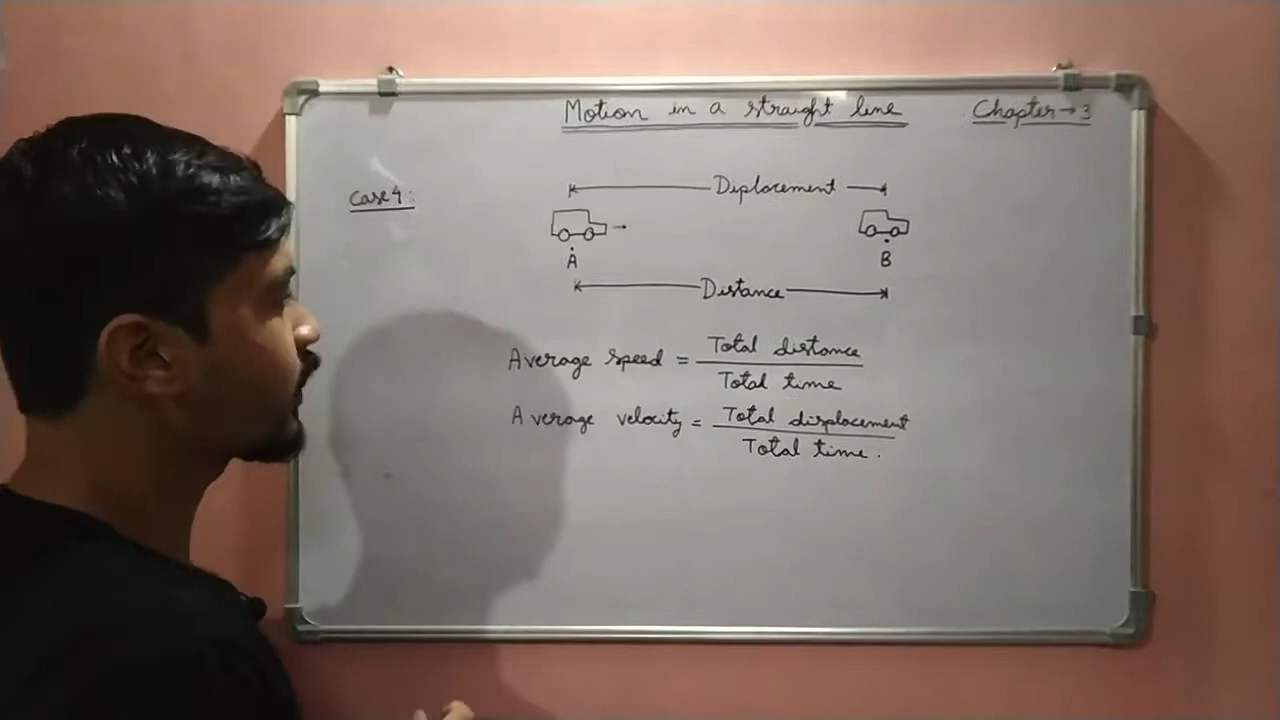 Motion in a straight line Chapter → 3
Case 4:
Diplacement
A B
Distance
Average speed = Total distance
Total time
Average velocity = Total displacement
Total time.